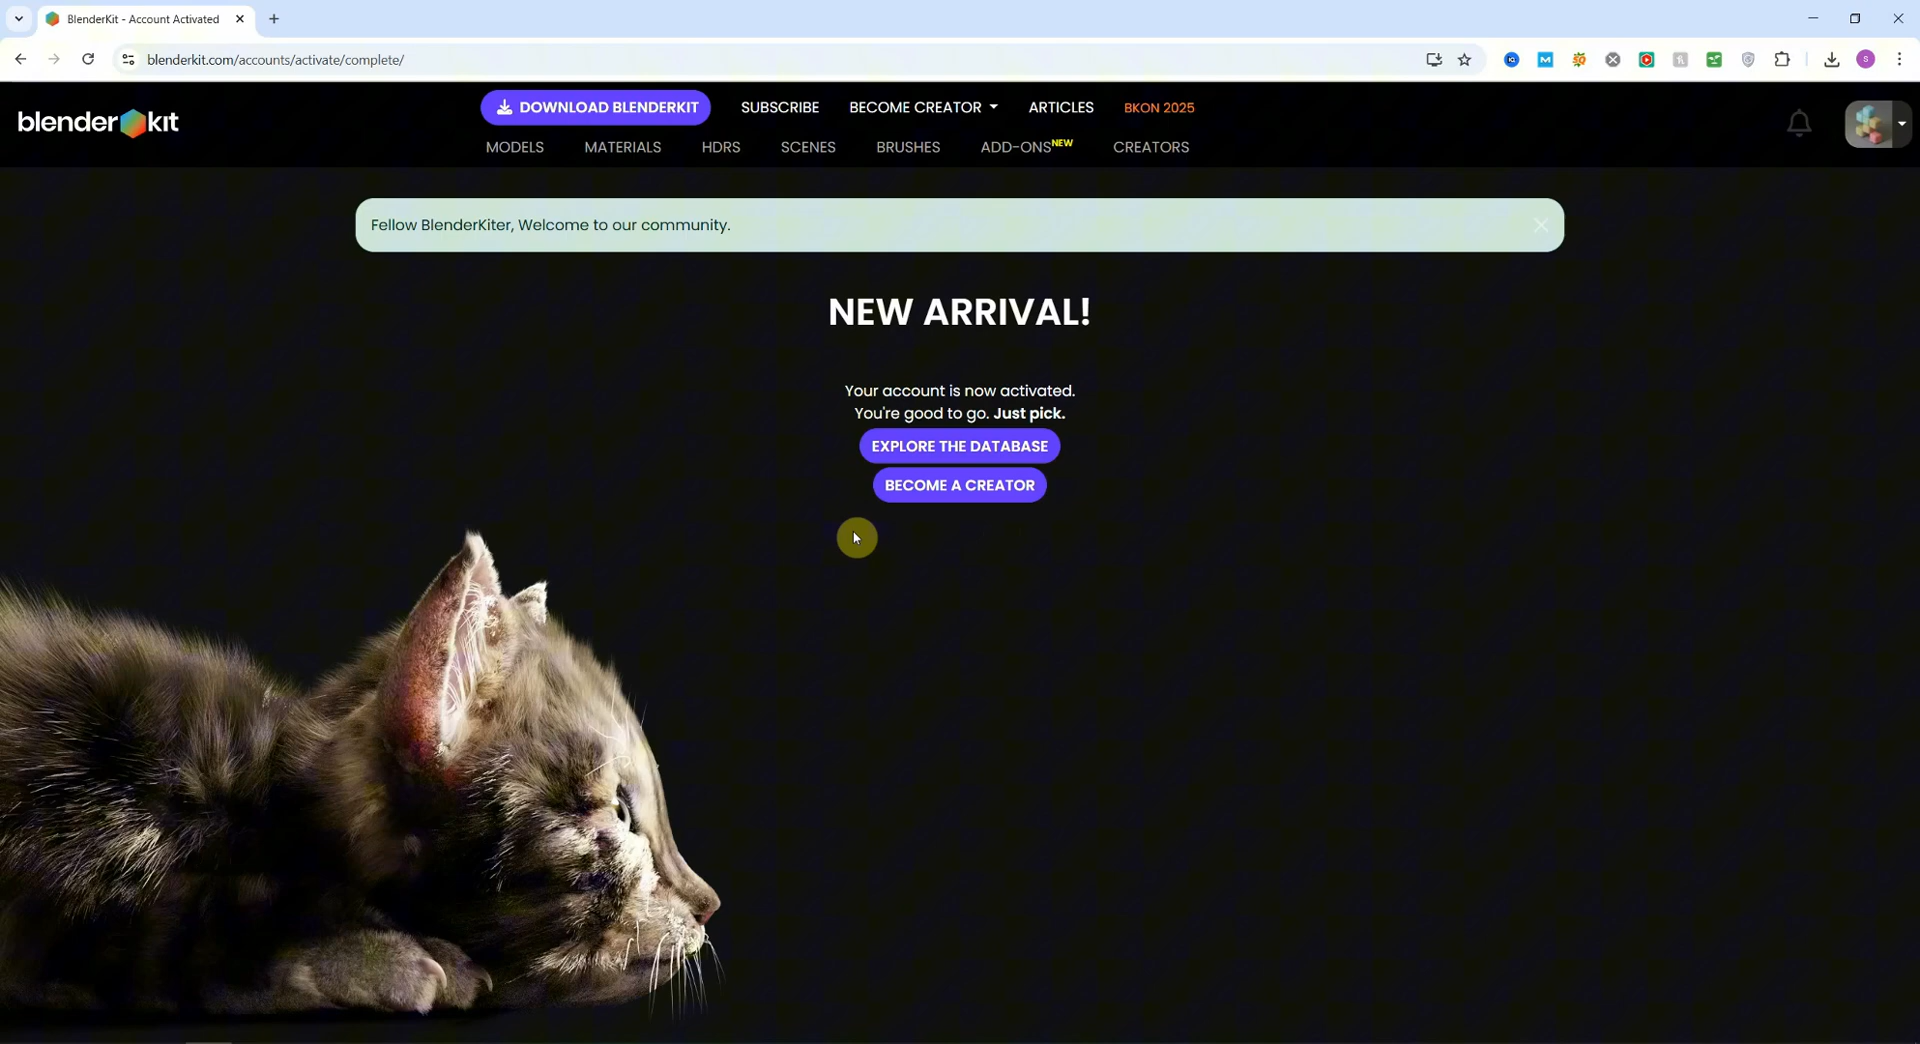 BlenderKit - Account Activated
blenderkit.com/accounts/activate/complete/
blenderkit
DOWNLOAD BLENDERKIT
SUBSCRIBE
BECOME CREATOR
ARTICLES
BKON 2025
MODELS
MATERIALS
HDRS
SCENES
BRUSHES
ADD-ONS NEW
CREATORS
Fellow BlenderKiter, Welcome to our community.
NEW ARRIVAL!
Your account is now activated.
You're good to go. Just pick.
EXPLORE THE DATABASE
BECOME A CREATOR